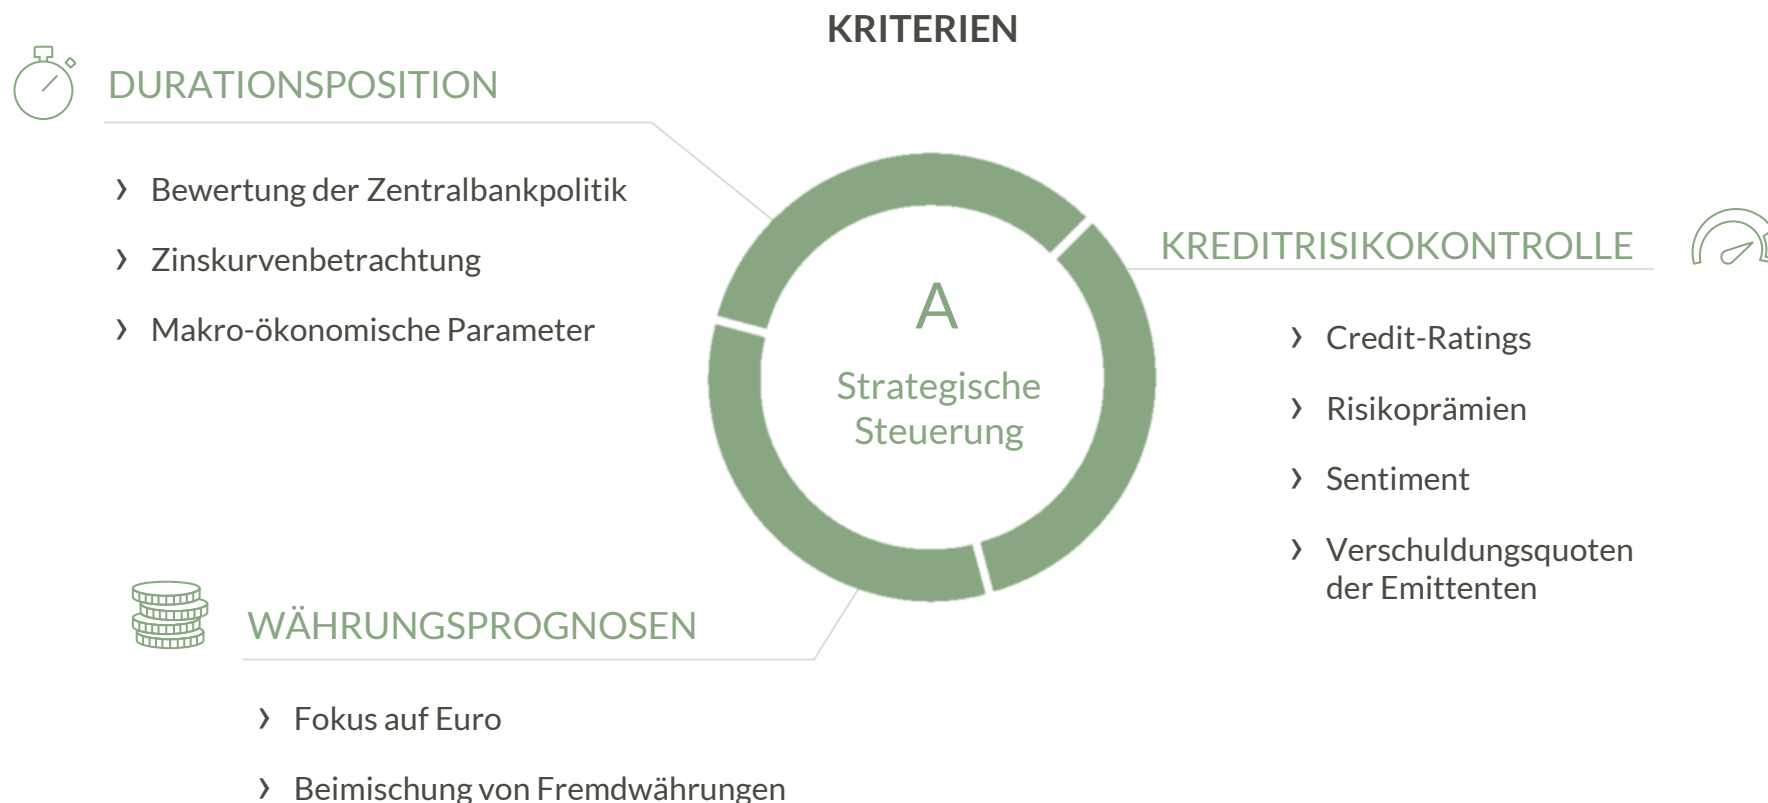 KRITERIEN
DURATIONSPOSITION
› Bewertung der Zentralbankpolitik
› Zinskurvenbetrachtung
› Makro-ökonomische Parameter
A
Strategische
Steuerung
KREDITRISIKOKONTROLLE
› Credit-Ratings
› Risikoprämien
› Sentiment
› Verschuldungsquoten
der Emittenten
WÄHRUNGSPROGNOSEN
› Fokus auf Euro
› Beimischung von Fremdwährungen